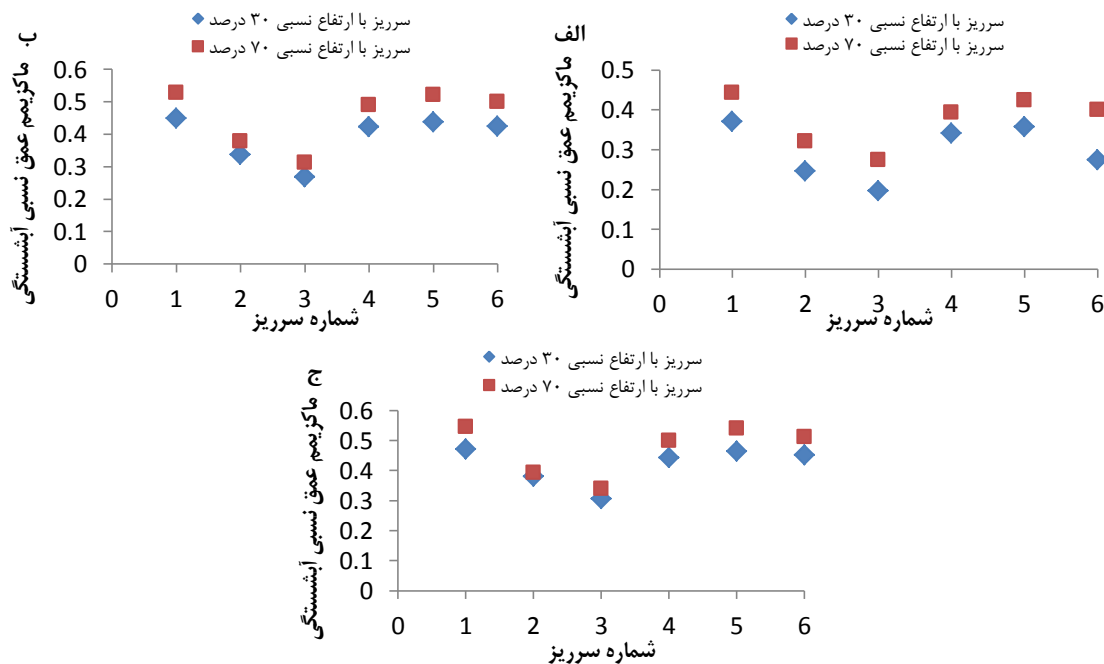 الف
سرریز با ارتفاع نسبی ۳۰ درصد
سرریز با ارتفاع نسبی ۷۰ درصد
ماکزیمم عمق نسبی آبشستگی
0.5
0.4
0.3
0.2
0.1
0
0 1 2 3 4 5 6
شماره سرریز
ب
سرریز با ارتفاع نسبی ۳۰ درصد
سرریز با ارتفاع نسبی ۷۰ درصد
ماکزیمم عمق نسبی آبشستگی
0.6
0.5
0.4
0.3
0.2
0.1
0
0 1 2 3 4 5 6
شماره سرریز
ج
سرریز با ارتفاع نسبی ۳۰ درصد
سرریز با ارتفاع نسبی ۷۰ درصد
ماکزیمم عمق نسبی آبشستگی
0.6
0.5
0.4
0.3
0.2
0.1
0
0 1 2 3 4 5 6
شماره سرریز